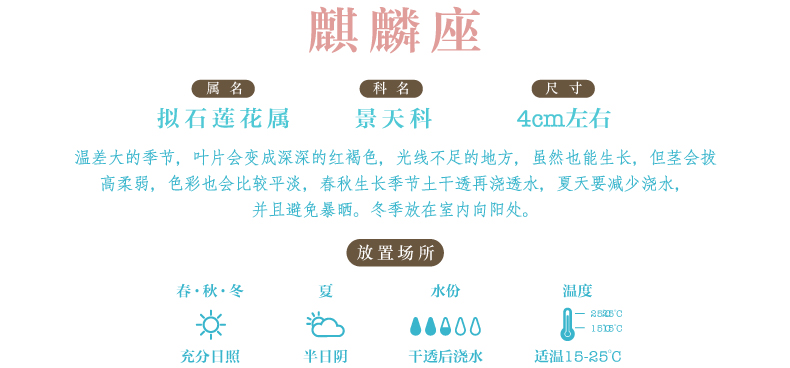 麒麟座
属名 科名 尺寸
拟石莲花属 景天科 4cm左右
温差大的季节，叶片会变成深深的红褐色，光线不足的地方，虽然也能生长，但茎会拔
高柔弱，色彩也会比较平淡，春秋生长季节土干透再浇透水，夏天要减少浇水，
并且避免暴晒。冬季放在室内向阳处。
放置场所
春·秋·冬 夏 水份 温度
25℃
15℃
充分日照 半日阴 干透后浇水 适温15-25℃